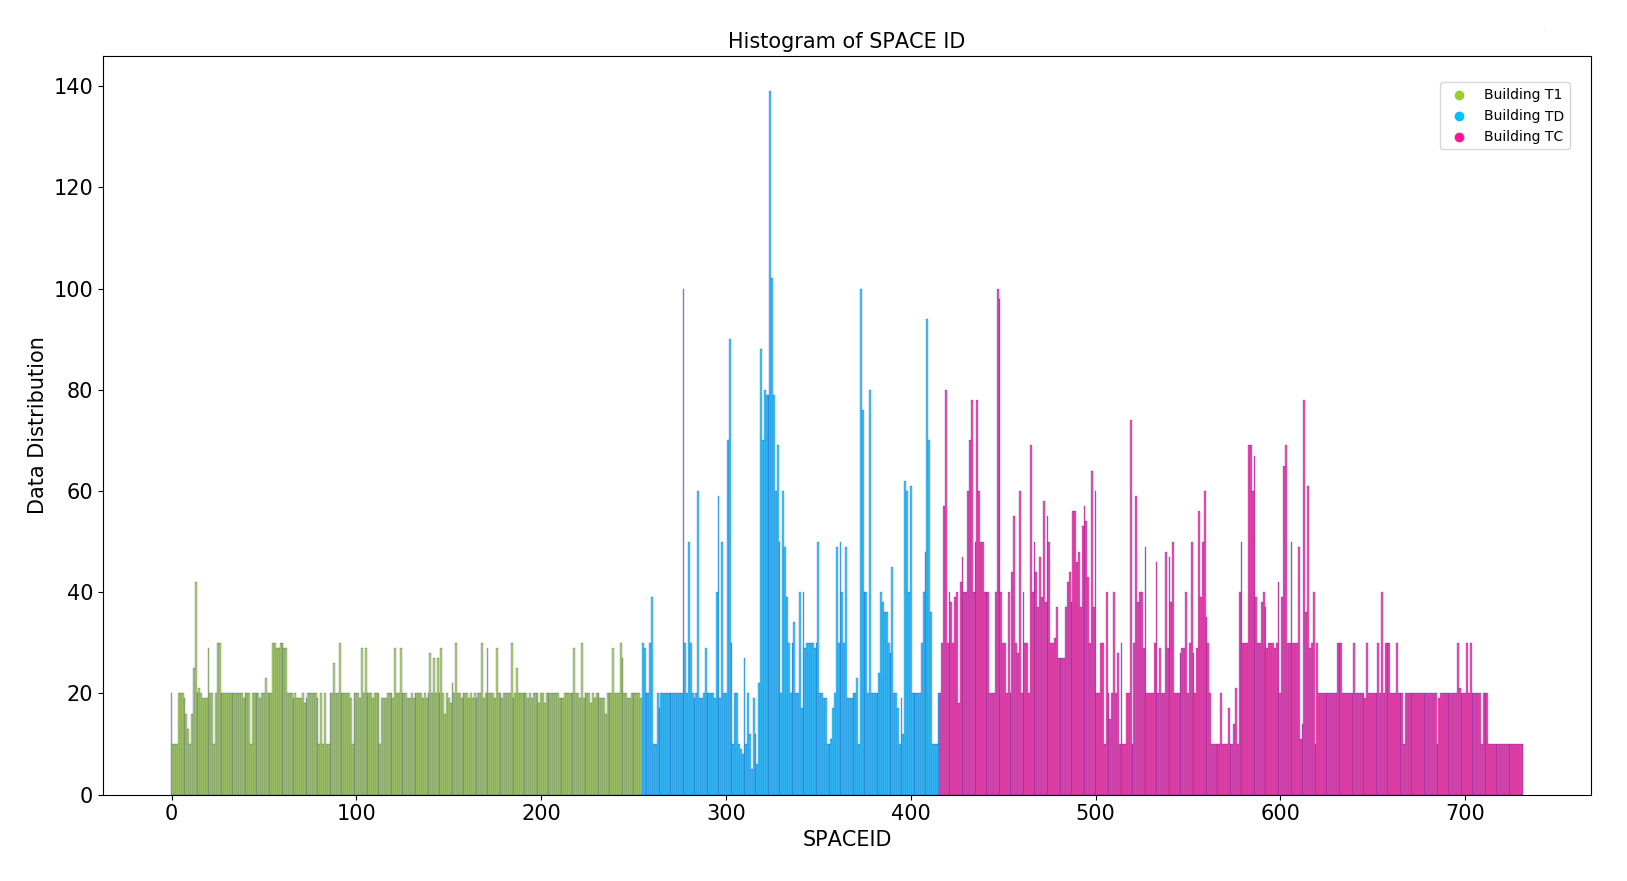 Histogram of SPACE ID
140
120
100
80
60
40
20
0
Data Distribution
Building T1
Building TD
Building TC
0 100 200 300 400 500 600 700
SPACEID